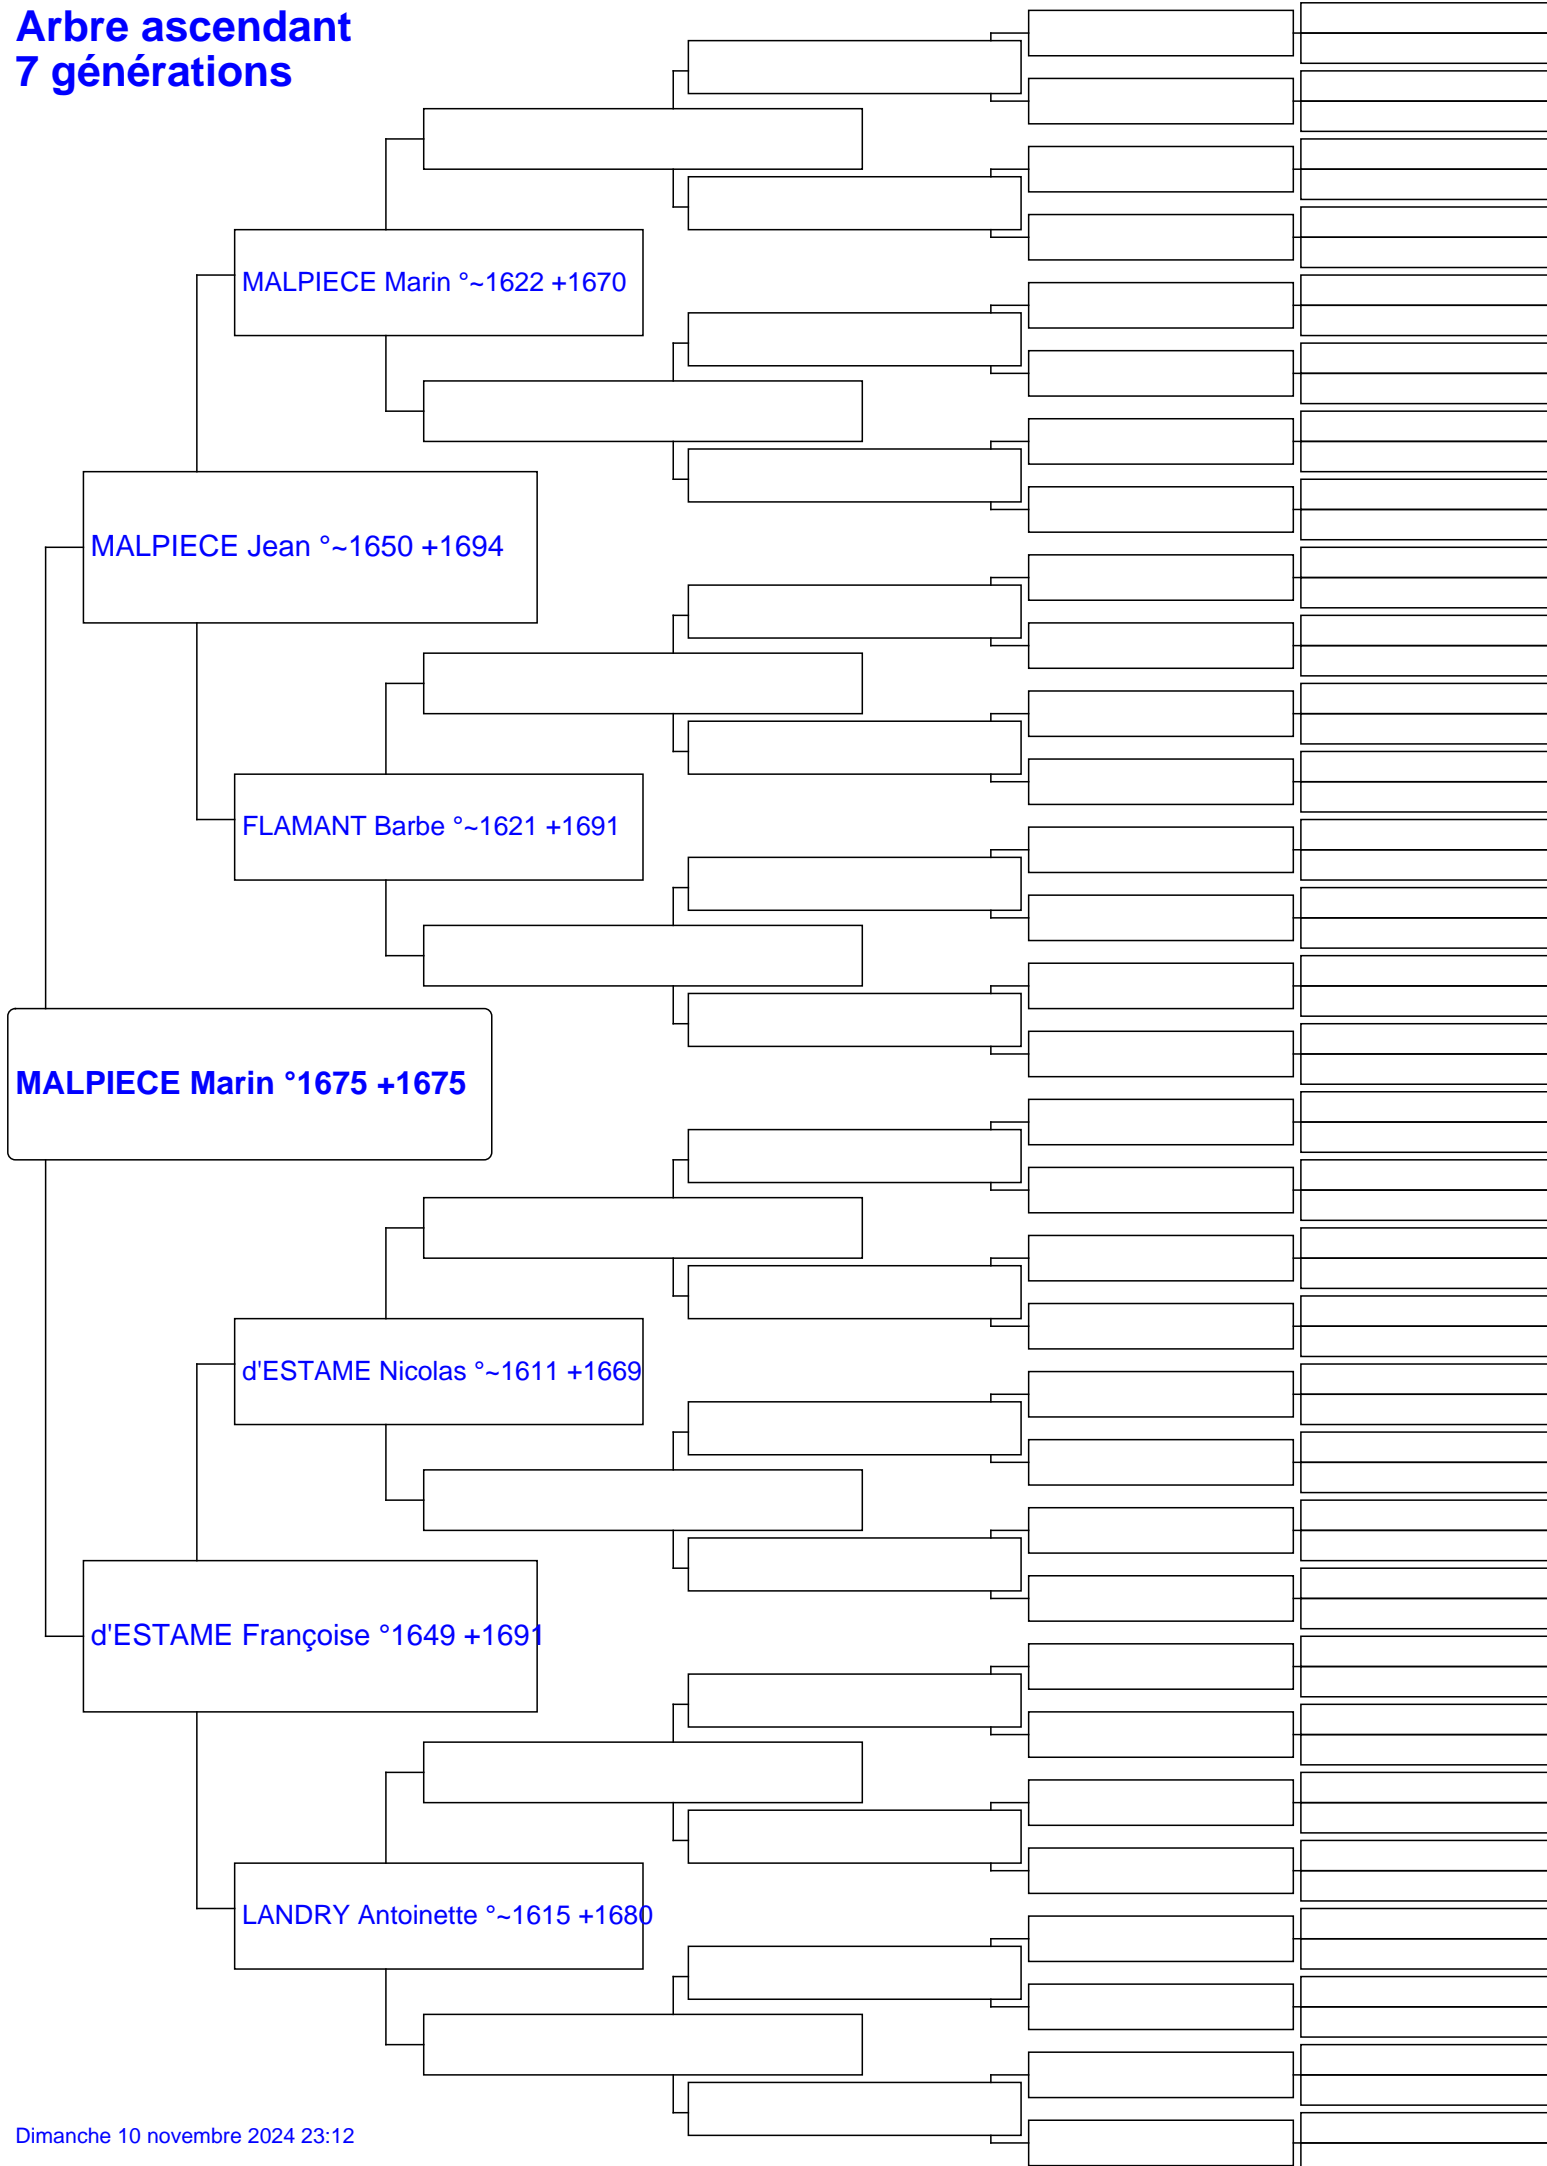 Arbre ascendant
7 générations
MALPIECE Marin °~1622 +1670
MALPIECE Jean °~1650 +1694
FLAMANT Barbe °~1621 +1691
MALPIECE Marin °1675 +1675
d'ESTAME Nicolas °~1611 +1669
d'ESTAME Françoise °1649 +1691
LANDRY Antoinette °~1615 +1680
Dimanche 10 novembre 2024 23:12